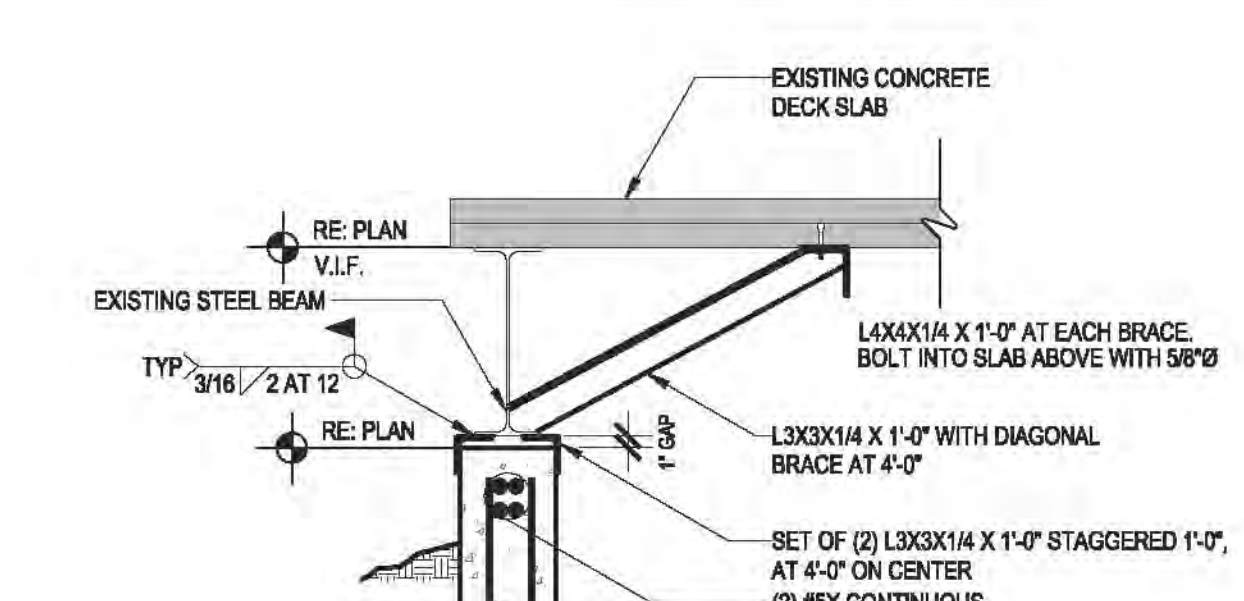 EXISTING CONCRETE
DECK SLAB
RE: PLAN
V.I.F.
EXISTING STEEL BEAM
TYP
3/16
2 AT 12
L4X4X1/4 X 1'-0" AT EACH BRACE.
BOLT INTO SLAB ABOVE WITH 5/8"Ø
RE: PLAN
1" GAP
L3X3X1/4 X 1'-0" WITH DIAGONAL
BRACE AT 4'-0"
SET OF (2) L3X3X1/4 X 1'-0" STAGGERED 1'-0",
AT 4'-0" ON CENTER
(2) #5X CONTINUOUS